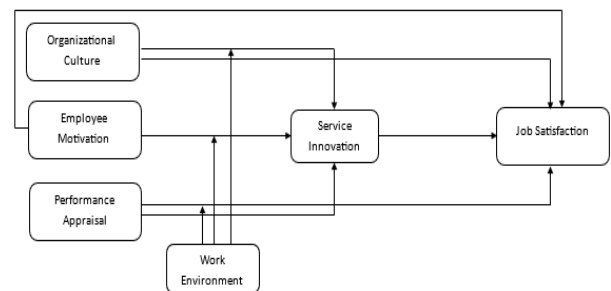 Organizational
Culture
Employee
Motivation
Service
Innovation
Job Satisfaction
Performance
Appraisal
Work
Environment